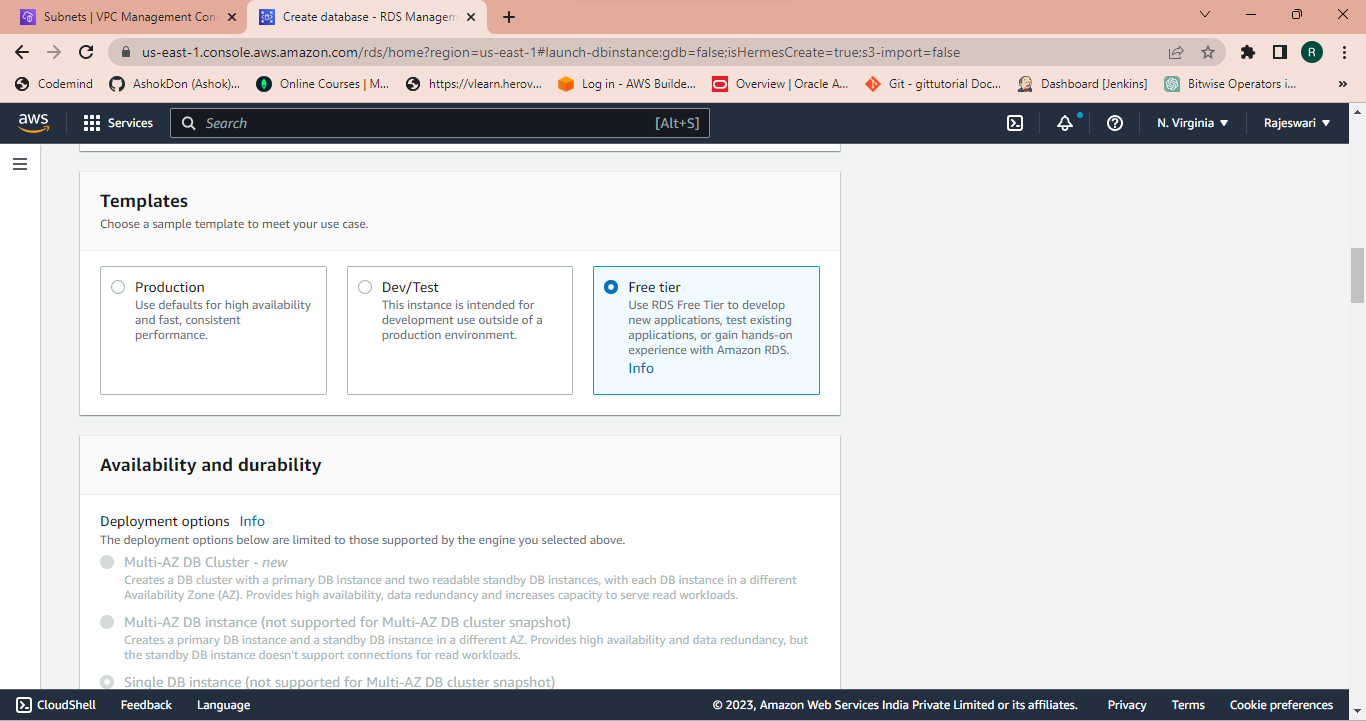 Subnets | VPC Management Con
Create database - RDS Managem
us-east-1.console.aws.amazon.com/rds/home?region=us-east-1#launch-dbinstance:gdb=false;isHermesCreate=true;s3-import=false
R
Codemind
AshokDon (Ashok)...
Online Courses | M...
https://vlearn.herov...
Log in - AWS Builde...
Overview | Oracle A...
Git - gittutorial Doc...
Dashboard [Jenkins]
Bitwise Operators i...
»
aws
Services
Search
[Alt+S]
N. Virginia
Rajeswari
Templates
Choose a sample template to meet your use case.
Production
Use defaults for high availability
and fast, consistent
performance.
Dev/Test
This instance is intended for
development use outside of a
production environment.
Free tier
Use RDS Free Tier to develop
new applications, test existing
applications, or gain hands-on
experience with Amazon RDS.
Info
Availability and durability
Deployment options Info
The deployment options below are limited to those supported by the engine you selected above.
Multi-AZ DB Cluster - new
Creates a DB cluster with a primary DB instance and two readable standby DB instances, with each DB instance in a different
Availability Zone (AZ). Provides high availability, data redundancy and increases capacity to serve read workloads.
Multi-AZ DB instance (not supported for Multi-AZ DB cluster snapshot)
Creates a primary DB instance and a standby DB instance in a different AZ. Provides high availability and data redundancy, but
the standby DB instance doesn't support connections for read workloads.
Single DB instance (not supported for Multi-AZ DB cluster snapshot)
CloudShell
Feedback
Language
© 2023, Amazon Web Services India Private Limited or its affiliates.
Privacy
Terms
Cookie preferences